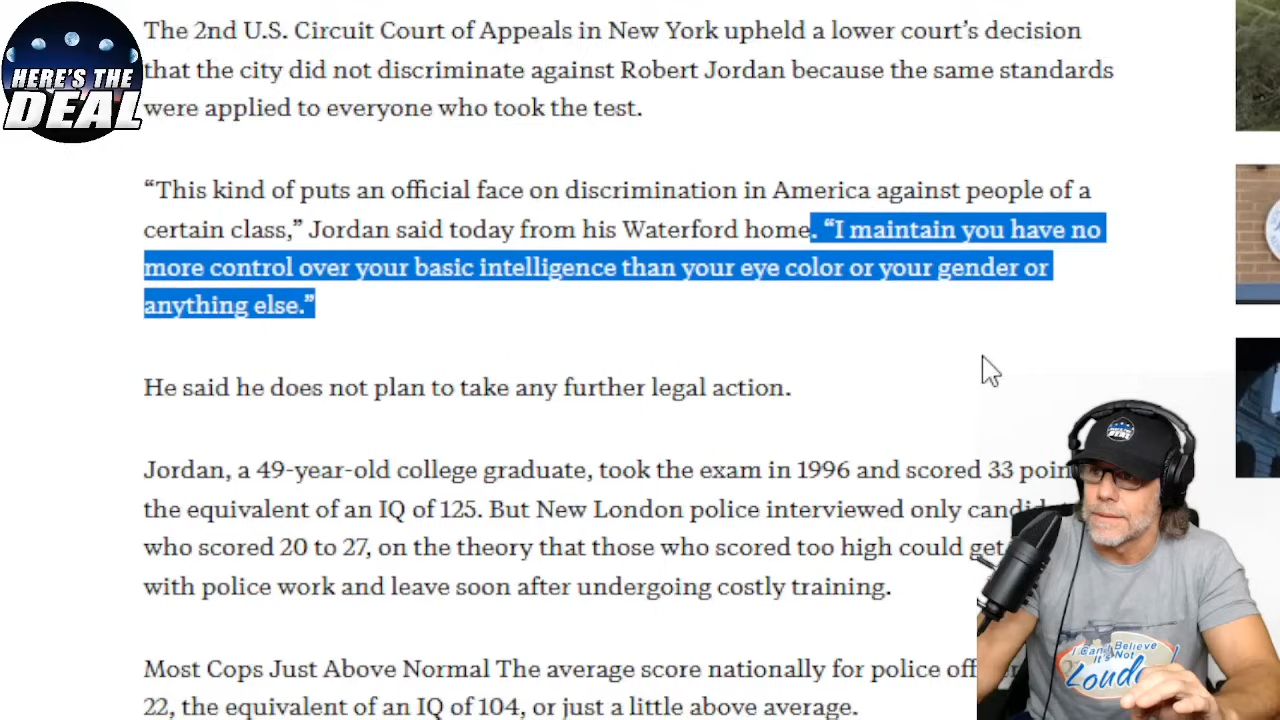 HERE'S THE
DEAL
The 2nd U.S. Circuit Court of Appeals in New York upheld a lower court’s decision
that the city did not discriminate against Robert Jordan because the same standards
were applied to everyone who took the test.
“This kind of puts an official face on discrimination in America against people of a
certain class,” Jordan said today from his Waterford home. “I maintain you have no
more control over your basic intelligence than your eye color or your gender or
anything else.”
He said he does not plan to take any further legal action.
Jordan, a 49-year-old college graduate, took the exam in 1996 and scored 33
the equivalent of an IQ of 125. But New London police interviewed only
who scored 20 to 27, on the theory that those who scored too high could get
with police work and leave soon after undergoing costly training.
Most Cops Just Above Normal The average score nationally for police
22, the equivalent of an IQ of 104, or just a little above average.
I Can't Believe
It's Not